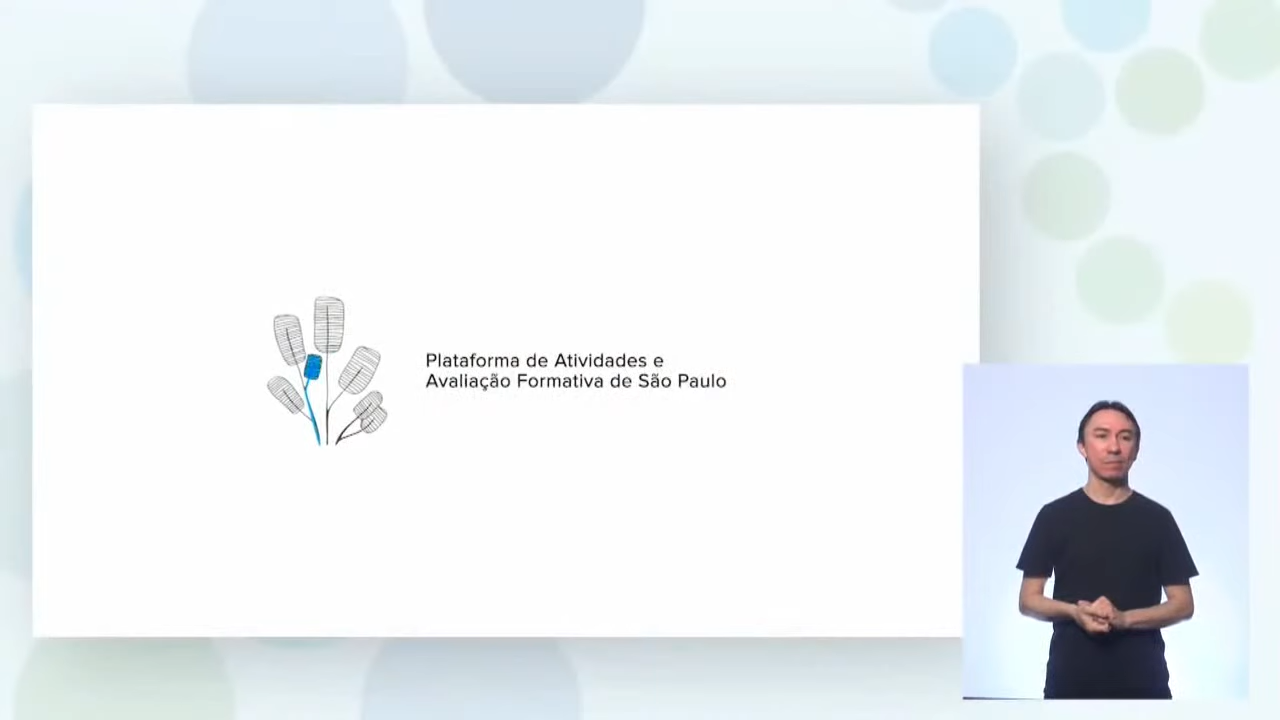 Plataforma de Atividades e
Avaliação Formativa de São Paulo